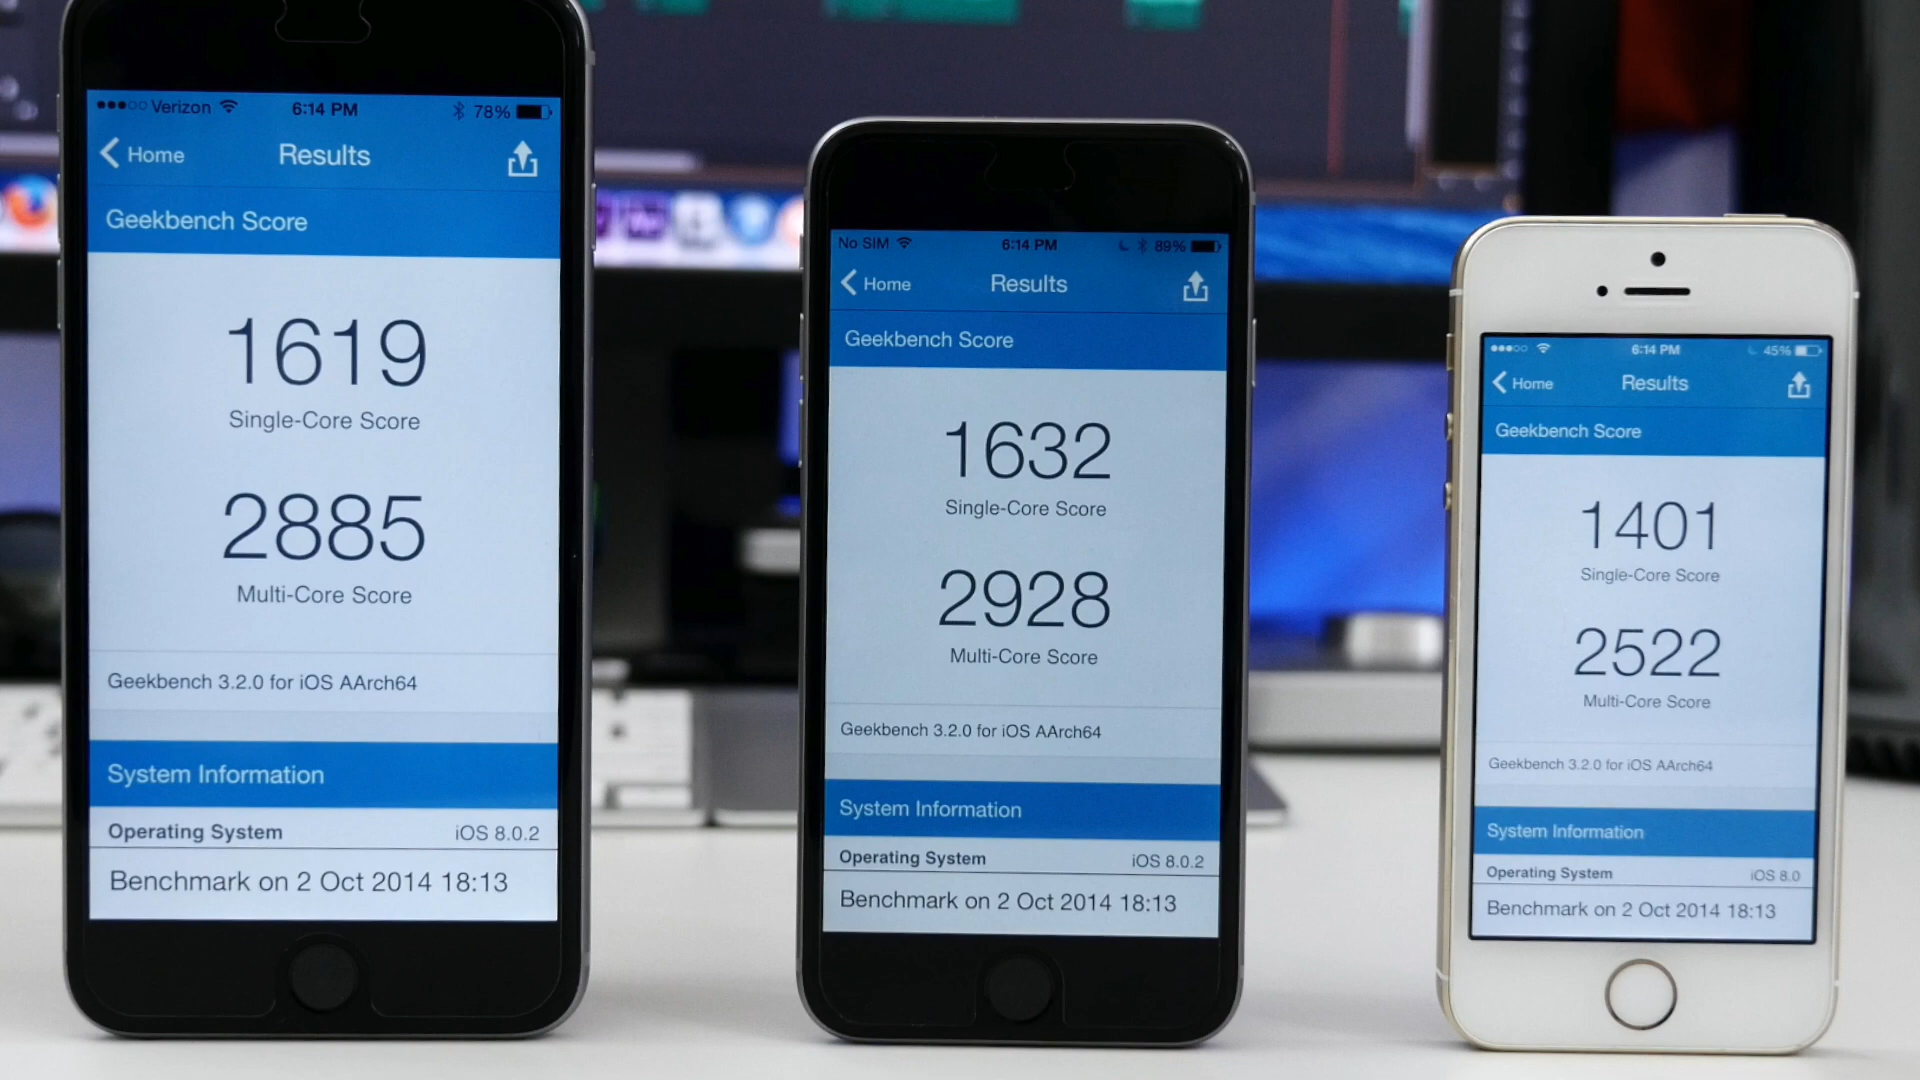 Verizon 6:14 PM 78%
Home Results
Geekbench Score
1619
Single-Core Score
2885
Multi-Core Score
Geekbench 3.2.0 for iOS AArch64
System Information
Operating System iOS 8.0.2
Benchmark on 2 Oct 2014 18:13
No SIM 6:14 PM 89%
Home Results
Geekbench Score
1632
Single-Core Score
2928
Multi-Core Score
Geekbench 3.2.0 for iOS AArch64
System Information
Operating System iOS 8.0.2
Benchmark on 2 Oct 2014 18:13
6:14 PM 45%
Home Results
Geekbench Score
1401
Single-Core Score
2522
Multi-Core Score
Geekbench 3.2.0 for iOS AArch64
System Information
Operating System iOS 8.0
Benchmark on 2 Oct 2014 18:13